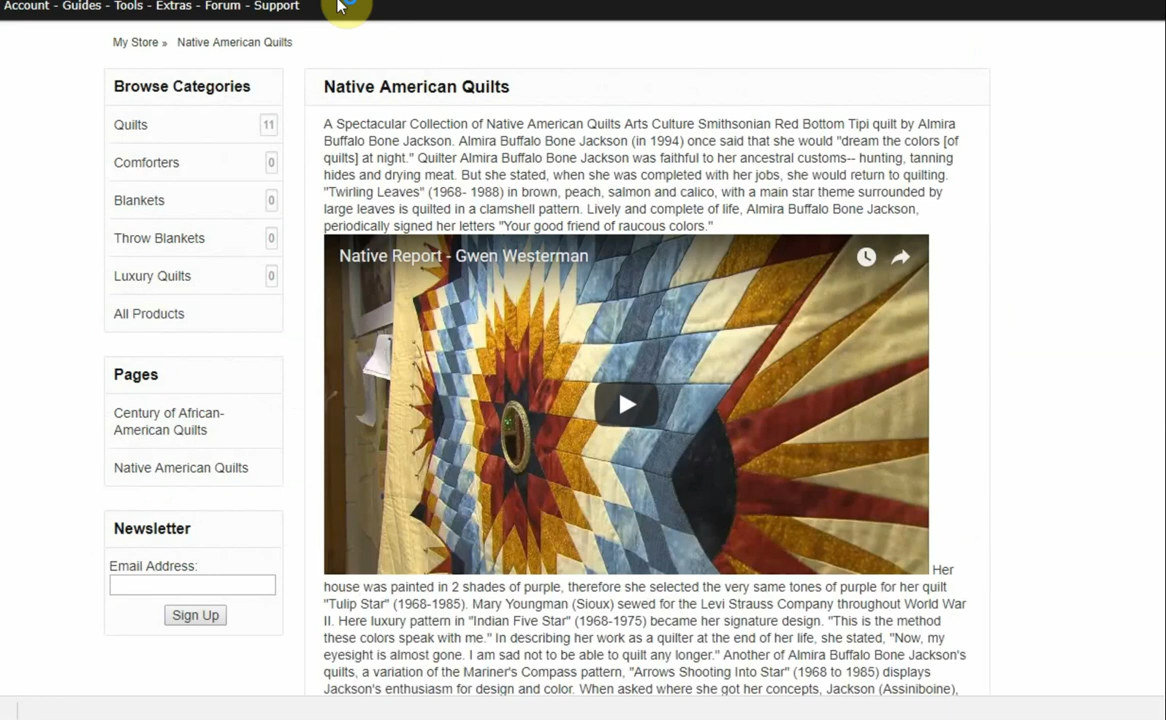 Account - Guides - Tools - Extras - Forum - Support
My Store » Native American Quilts
Browse Categories
Quilts 11
Comforters 0
Blankets 0
Throw Blankets 0
Luxury Quilts 0
All Products
Pages
Century of African-
American Quilts
Native American Quilts
Newsletter
Email Address:
Sign Up
Native American Quilts
A Spectacular Collection of Native American Quilts Arts Culture Smithsonian Red Bottom Tipi quilt by Almira
Buffalo Bone Jackson. Almira Buffalo Bone Jackson (in 1994) once said that she would "dream the colors [of
quilts] at night." Quilter Almira Buffalo Bone Jackson was faithful to her ancestral customs-- hunting, tanning
hides and drying meat. But she stated, when she was completed with her jobs, she would return to quilting.
"Twirling Leaves" (1968- 1988) in brown, peach, salmon and calico, with a main star theme surrounded by
large leaves is quilted in a clamshell pattern. Lively and complete of life, Almira Buffalo Bone Jackson,
periodically signed her letters "Your good friend of raucous colors."
Native Report - Gwen Westerman
Her
house was painted in 2 shades of purple, therefore she selected the very same tones of purple for her quilt
"Tulip Star" (1968-1985). Mary Youngman (Sioux) sewed for the Levi Strauss Company throughout World War
II. Here luxury pattern in "Indian Five Star" (1968-1975) became her signature design. "This is the method
these colors speak with me." In describing her work as a quilter at the end of her life, she stated, "Now, my
eyesight is almost gone. I am sad not to be able to quilt any longer." Another of Almira Buffalo Bone Jackson's
quilts, a variation of the Mariner's Compass pattern, "Arrows Shooting Into Star" (1968 to 1985) displays
Jackson's enthusiasm for design and color. When asked where she got her concepts, Jackson (Assiniboine),